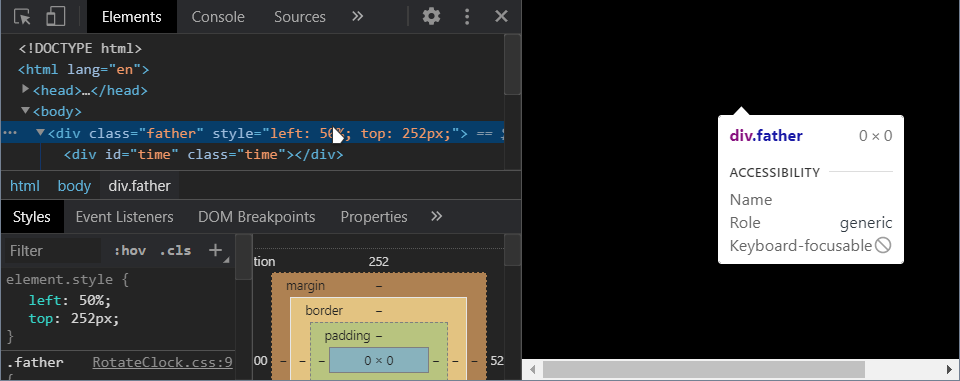 Elements Console Sources »
<!DOCTYPE html>
<html lang="en">
<head>…</head>
<body>
<div class="father" style="left: 50%; top: 252px;"> ==
<div id="time" class="time"></div>
html body div.father
Styles Event Listeners DOM Breakpoints Properties »
Filter :hov .cls +
element.style {
left: 50%;
top: 252px;
}
.father RotateClock.css:9
{
tion 252
margin –
border –
padding –
00 – – – 0 × 0 – – – 52
div.father 0 × 0
ACCESSIBILITY
Name
Role generic
Keyboard-focusable